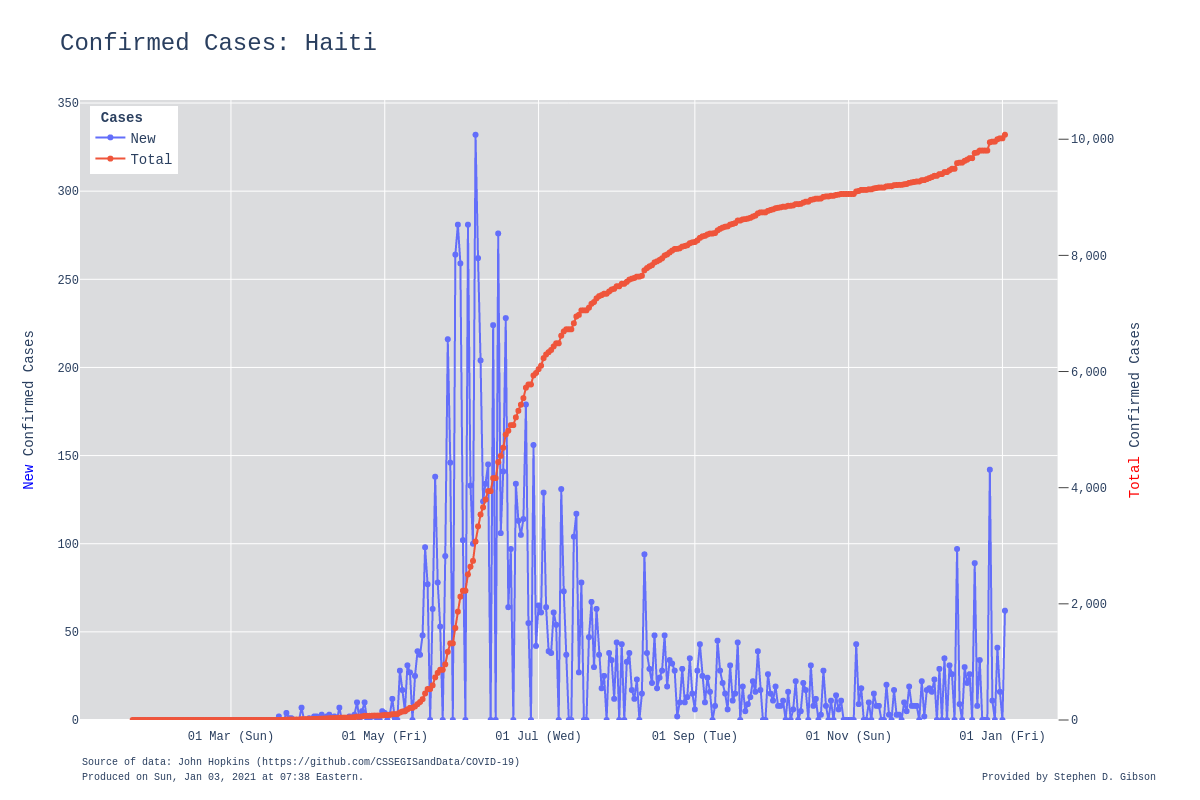 Confirmed Cases: Haiti
Cases
New
Total
350
300
250
200
150
100
50
0
New Confirmed Cases
10,000
8,000
6,000
4,000
2,000
0
Total Confirmed Cases
01 Mar (Sun)
01 May (Fri)
01 Jul (Wed)
01 Sep (Tue)
01 Nov (Sun)
01 Jan (Fri)
Source of data: John Hopkins (https://github.com/CSSEGISandData/COVID-19)
Produced on Sun, Jan 03, 2021 at 07:38 Eastern.
Provided by Stephen D. Gibson